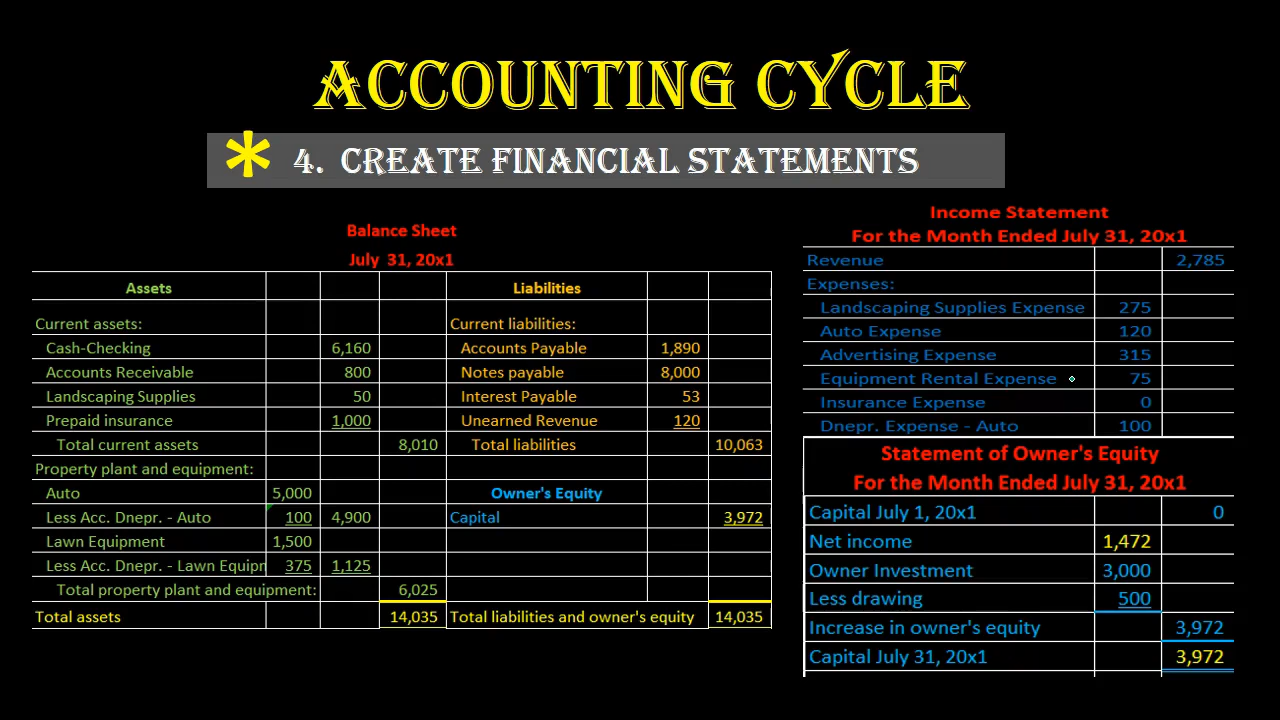 ACCOUNTING CYCLE
* 4. CREATE FINANCIAL STATEMENTS
Balance Sheet
July 31, 20x1
Assets Liabilities
Current assets: Current liabilities:
Cash-Checking 6,160 Accounts Payable 1,890
Accounts Receivable 800 Notes payable 8,000
Landscaping Supplies 50 Interest Payable 53
Prepaid insurance 1,000 Unearned Revenue 120
Total current assets 8,010 Total liabilities 10,063
Property plant and equipment:
Auto 5,000 Owner's Equity
Less Acc. Dnepr. - Auto 100 4,900 Capital 3,972
Lawn Equipment 1,500
Less Acc. Dnepr. - Lawn Equipn 375 1,125
Total property plant and equipment: 6,025
Total assets 14,035 Total liabilities and owner's equity 14,035
Income Statement
For the Month Ended July 31, 20x1
Revenue 2,785
Expenses:
Landscaping Supplies Expense 275
Auto Expense 120
Advertising Expense 315
Equipment Rental Expense 75
Insurance Expense 0
Dnepr. Expense - Auto 100
Statement of Owner's Equity
For the Month Ended July 31, 20x1
Capital July 1, 20x1 0
Net income 1,472
Owner Investment 3,000
Less drawing 500
Increase in owner's equity 3,972
Capital July 31, 20x1 3,972